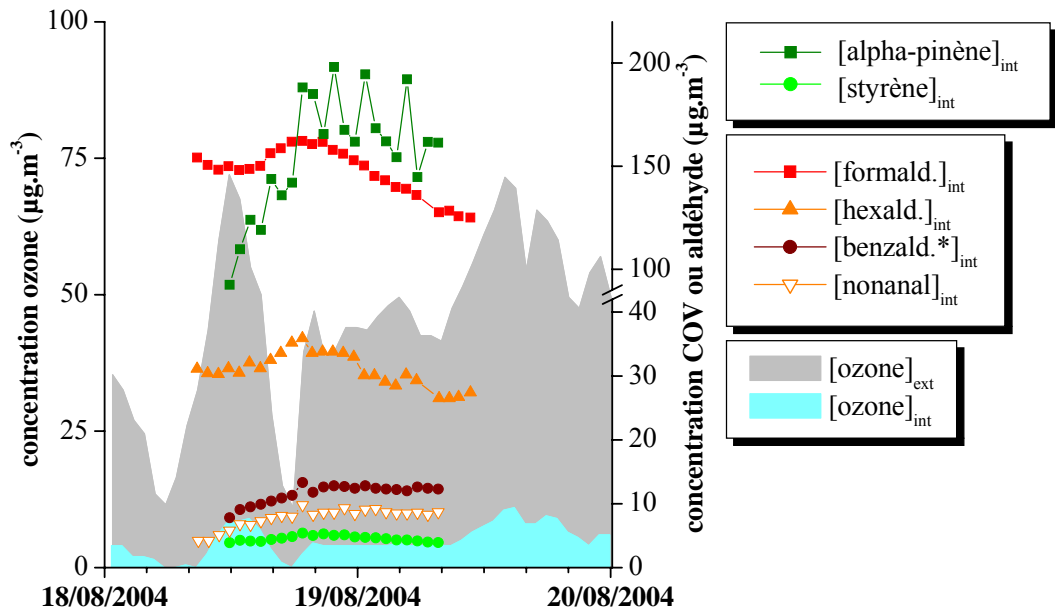 concentration ozone (µg.m⁻³)
100
75
50
25
0
18/08/2004
19/08/2004
20/08/2004
200
150
100
40
30
20
10
0
concentration COV ou aldéhyde (µg.m⁻³)
[alpha-pinène]int
[styrène]int
[formald.]int
[hexald.]int
[benzald.*]int
[nonanal]int
[ozone]ext
[ozone]int